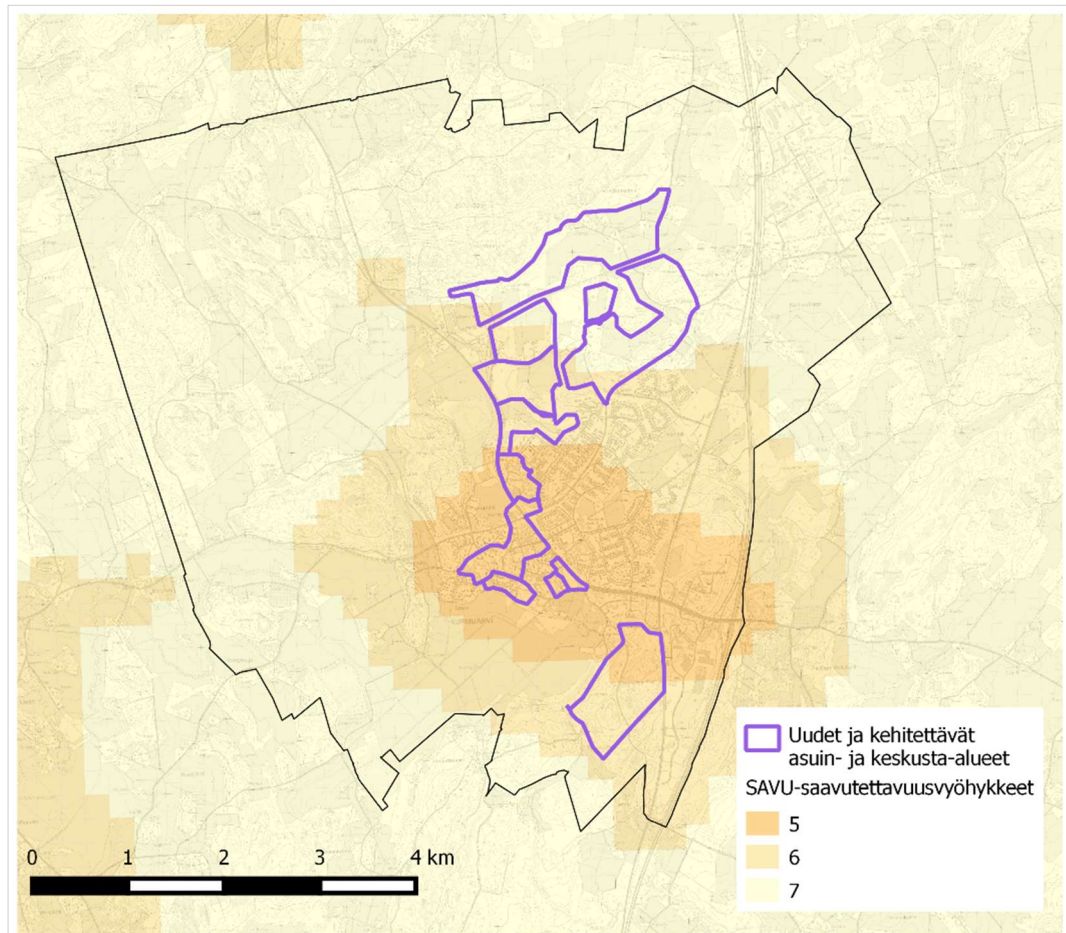 Uudet ja kehitettävät
asuin- ja keskusta-alueet
SAVU-saavutettavuusvyöhykkeet
5
6
7
0 1 2 3 4 km